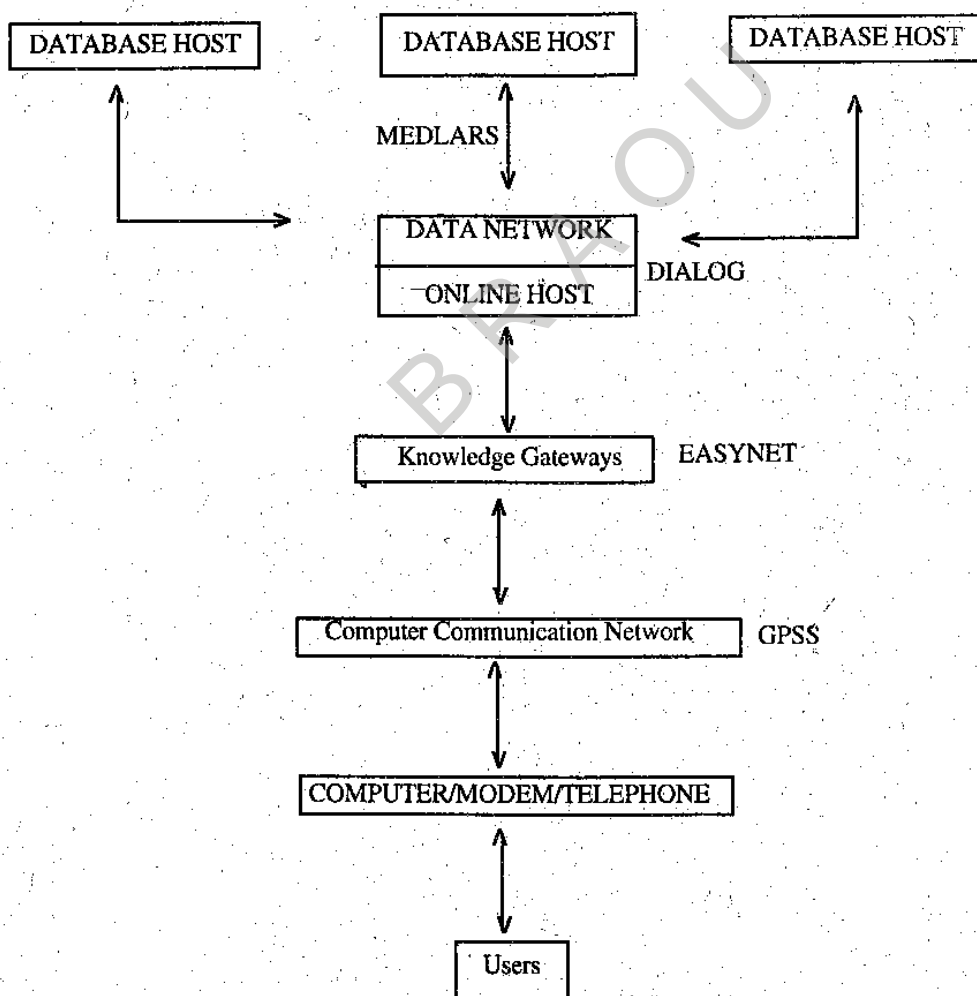 DATABASE HOST
DATABASE HOST
DATABASE HOST
MEDLARS
DATA NETWORK
DIALOG
ONLINE HOST
Knowledge Gateways
EASYNET
Computer Communication Network
GPSS
COMPUTER/MODEM/TELEPHONE
Users
BRAOU